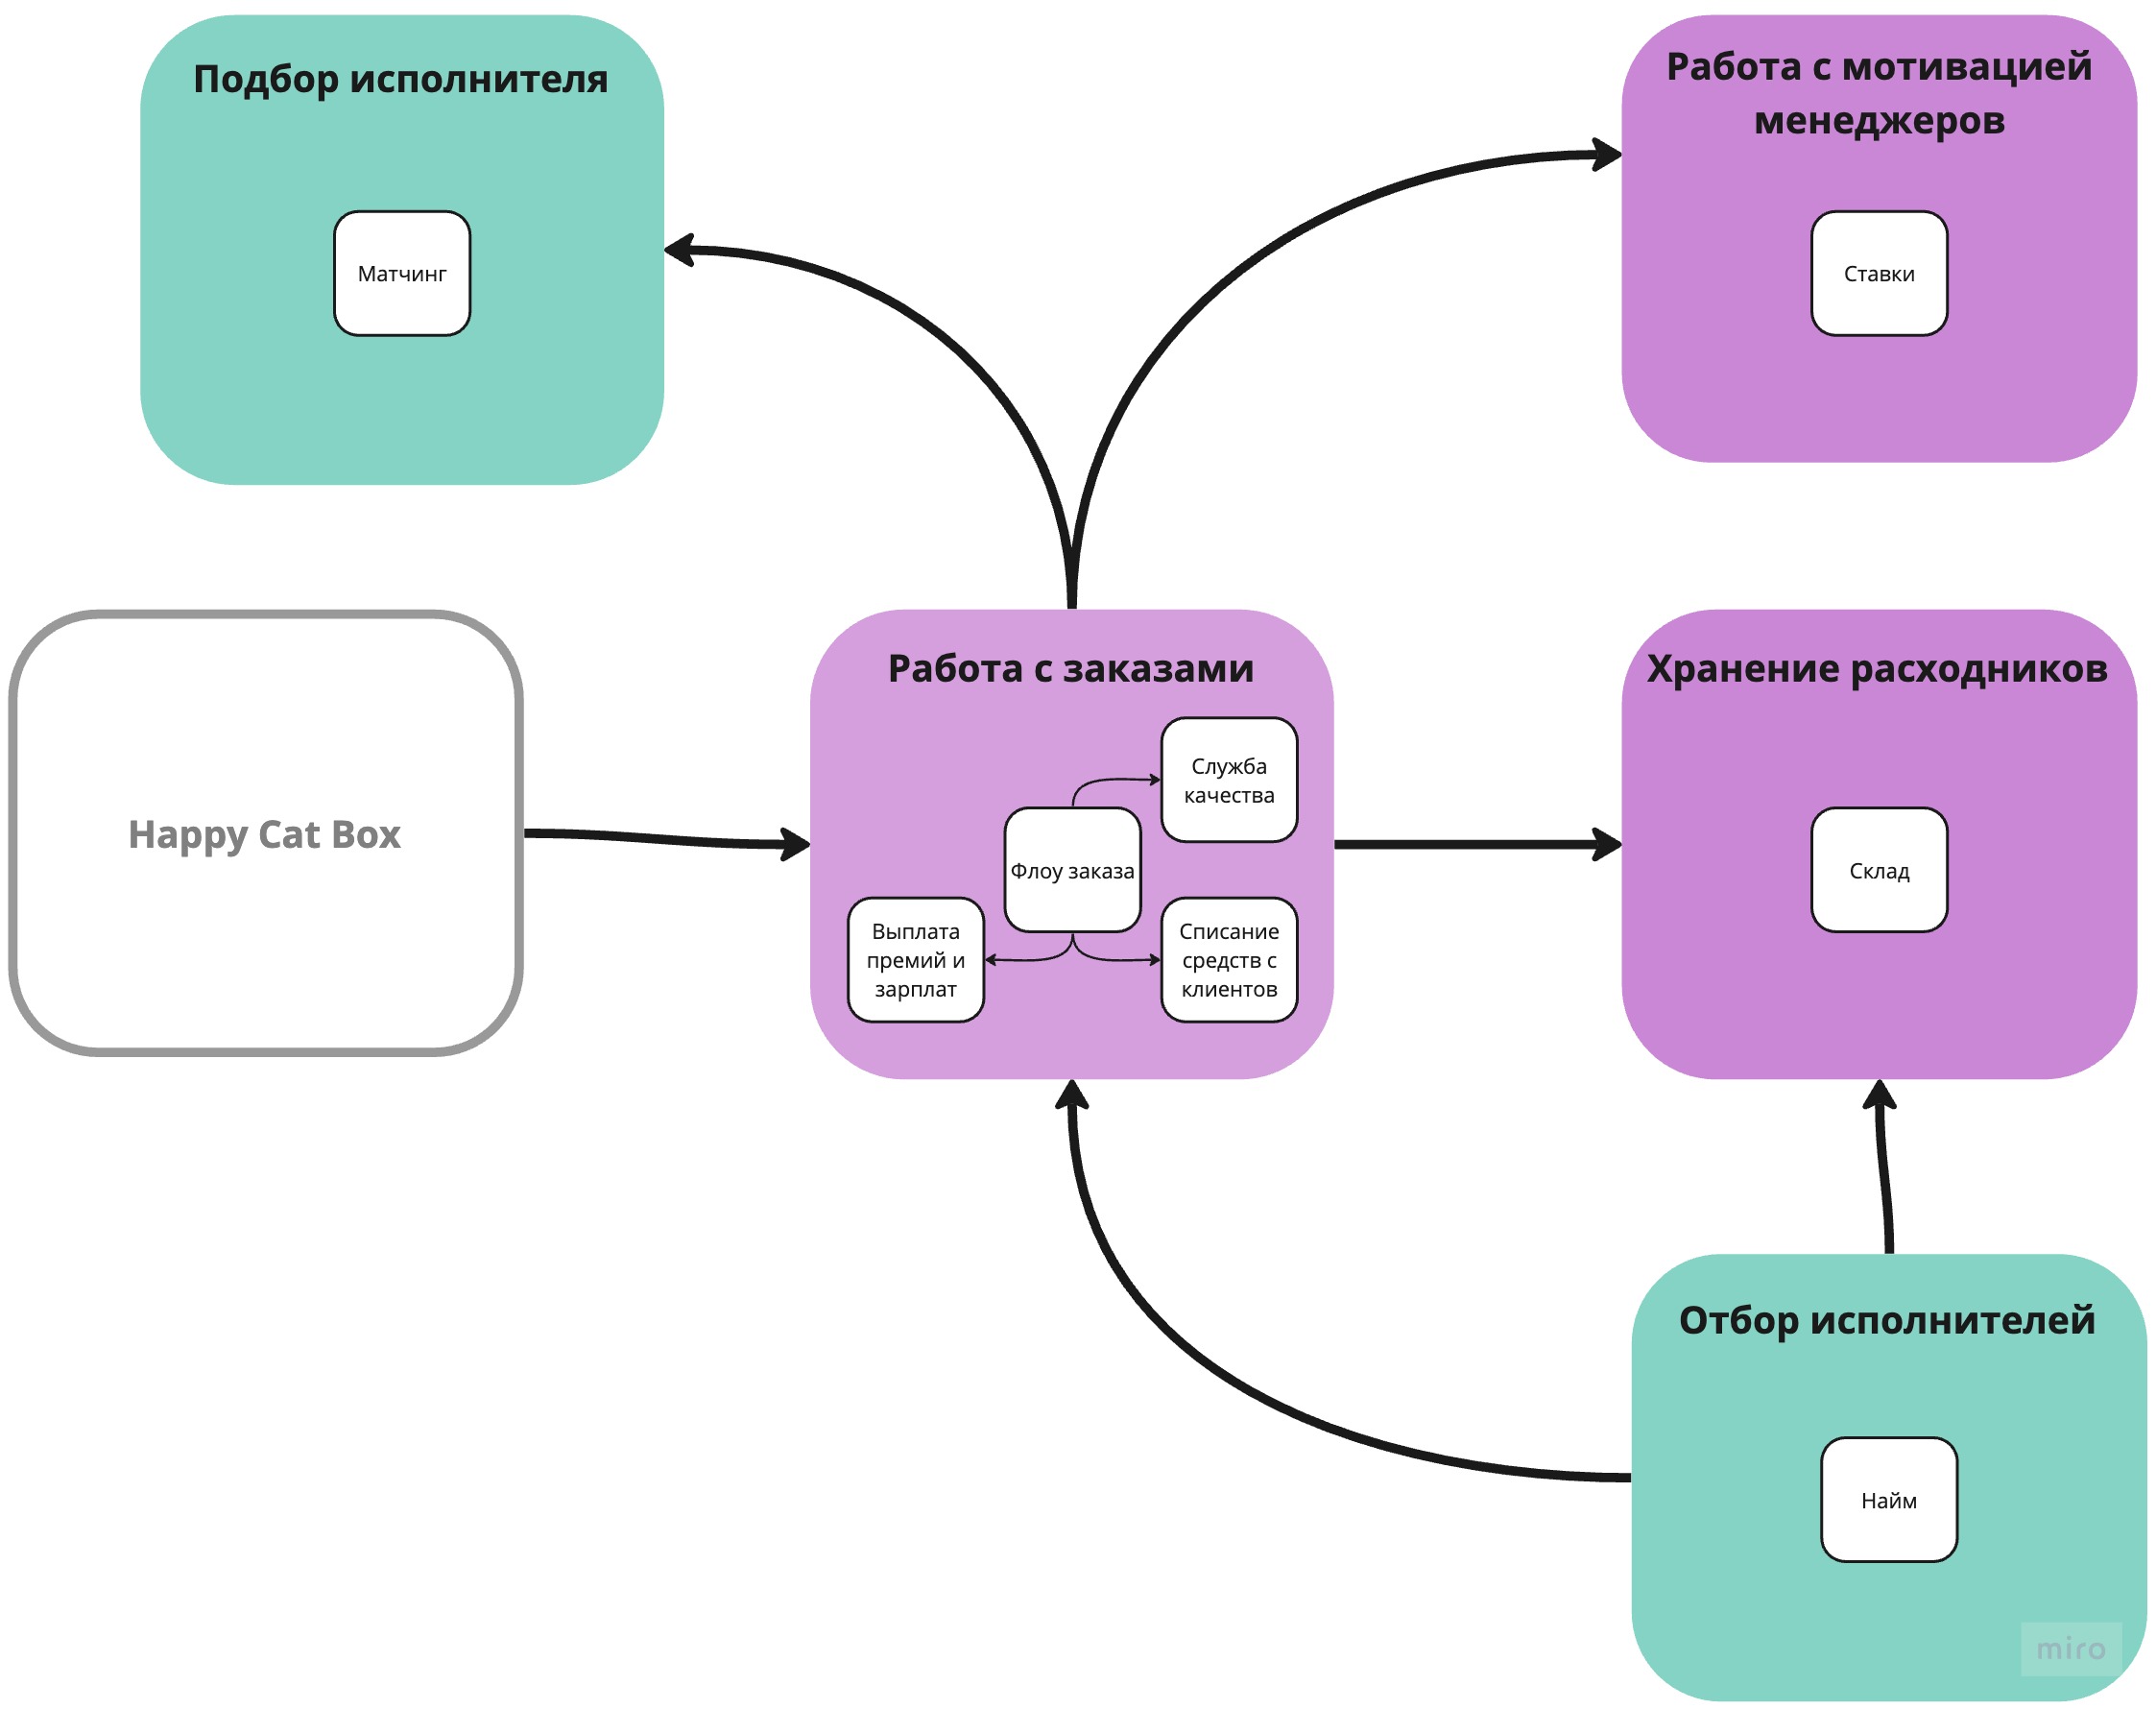 Подбор исполнителя
Матчинг
Работа с мотивацией
менеджеров
Ставки
Happy Cat Box
Работа с заказами
Служба
качества
Флоу заказа
Выплата
премий и
зарплат
Списание
средств с
клиентов
Хранение расходников
Склад
Отбор исполнителей
Найм
miro